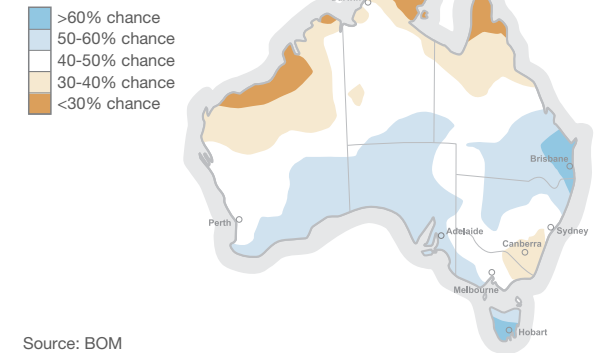 >60% chance
50-60% chance
40-50% chance
30-40% chance
<30% chance
Brisbane
Perth
Adelaide
Sydney
Canberra
Melbourne
Hobart
Source: BOM